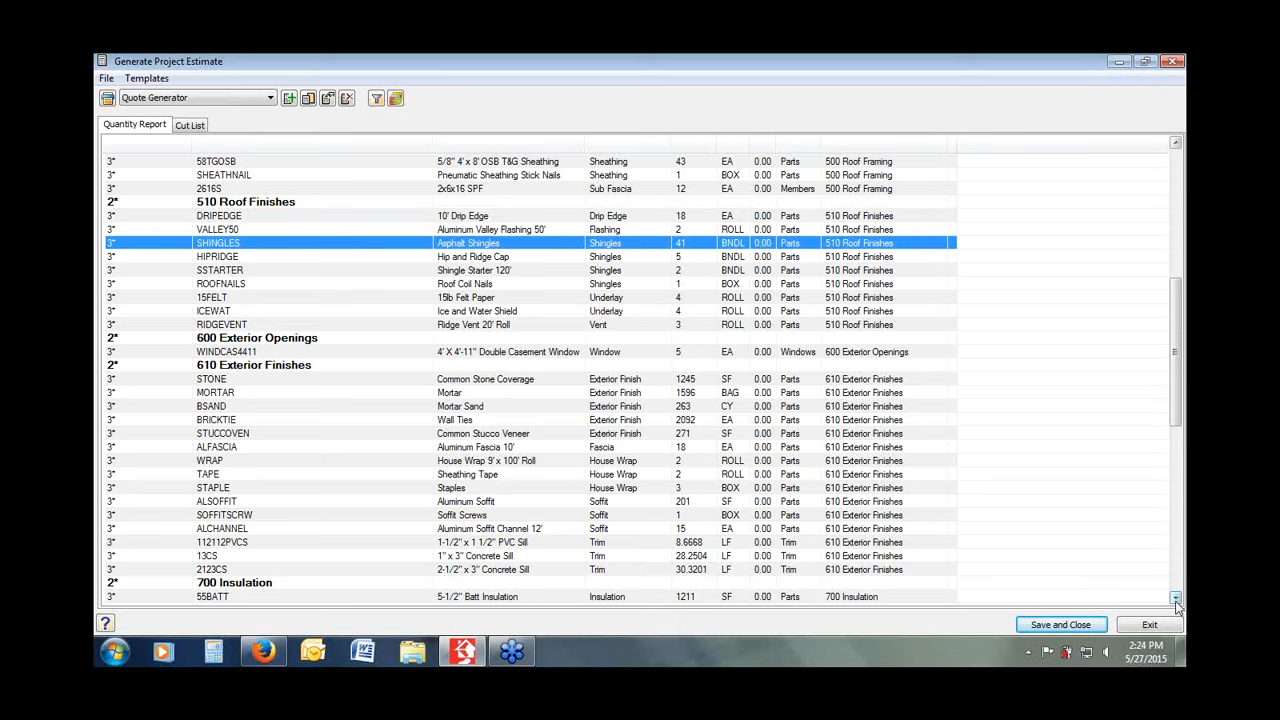 Generate Project Estimate
File Templates
Quote Generator
Quantity Report Cut List
3* 58TGOSB 5/8" 4' x 8' OSB T&G Sheathing Sheathing 43 EA 0.00 Parts 500 Roof Framing
3* SHEATHNAIL Pneumatic Sheathing Stick Nails Sheathing 1 BOX 0.00 Parts 500 Roof Framing
3* 2616S 2x6x16 SPF Sub Fascia 12 EA 0.00 Members 500 Roof Framing
2* 510 Roof Finishes
3* DRIPEDGE 10' Drip Edge Drip Edge 18 EA 0.00 Parts 510 Roof Finishes
3* VALLEY50 Aluminum Valley Flashing 50' Flashing 2 ROLL 0.00 Parts 510 Roof Finishes
3* SHINGLES Asphalt Shingles Shingles 41 BNDL 0.00 Parts 510 Roof Finishes
3* HIPRIDGE Hip and Ridge Cap Shingles 5 BNDL 0.00 Parts 510 Roof Finishes
3* SSTARTER Shingle Starter 120' Shingles 2 BNDL 0.00 Parts 510 Roof Finishes
3* ROOFNAILS Roof Coil Nails Shingles 1 BOX 0.00 Parts 510 Roof Finishes
3* 15FELT 15lb Felt Paper Underlay 4 ROLL 0.00 Parts 510 Roof Finishes
3* ICEWAT Ice and Water Shield Underlay 4 ROLL 0.00 Parts 510 Roof Finishes
3* RIDGEVENT Ridge Vent 20' Roll Vent 3 ROLL 0.00 Parts 510 Roof Finishes
2* 600 Exterior Openings
3* WINDCAS4411 4' X 4'-11" Double Casement Window Window 5 EA 0.00 Windows 600 Exterior Openings
2* 610 Exterior Finishes
3* STONE Common Stone Coverage Exterior Finish 1245 SF 0.00 Parts 610 Exterior Finishes
3* MORTAR Mortar Exterior Finish 1596 BAG 0.00 Parts 610 Exterior Finishes
3* BSAND Mortar Sand Exterior Finish 263 CY 0.00 Parts 610 Exterior Finishes
3* BRICKTIE Wall Ties Exterior Finish 2092 EA 0.00 Parts 610 Exterior Finishes
3* STUCCOVEN Common Stucco Veneer Exterior Finish 271 SF 0.00 Parts 610 Exterior Finishes
3* ALFASCIA Aluminum Fascia 10' Fascia 18 EA 0.00 Parts 610 Exterior Finishes
3* WRAP House Wrap 9' x 100' Roll House Wrap 2 ROLL 0.00 Parts 610 Exterior Finishes
3* TAPE Sheathing Tape House Wrap 2 ROLL 0.00 Parts 610 Exterior Finishes
3* STAPLE Staples House Wrap 3 BOX 0.00 Parts 610 Exterior Finishes
3* ALSOFFIT Aluminum Soffit Soffit 201 SF 0.00 Parts 610 Exterior Finishes
3* SOFFITSCRW Soffit Screws Soffit 1 BOX 0.00 Parts 610 Exterior Finishes
3* ALCHANNEL Aluminum Soffit Channel 12' Soffit 15 EA 0.00 Parts 610 Exterior Finishes
3* 112112PVCS 1-1/2" x 1 1/2" PVC Sill Trim 8.6668 LF 0.00 Trim 610 Exterior Finishes
3* 13CS 1" x 3" Concrete Sill Trim 28.2504 LF 0.00 Trim 610 Exterior Finishes
3* 2123CS 2-1/2" x 3" Concrete Sill Trim 30.3201 LF 0.00 Trim 610 Exterior Finishes
2* 700 Insulation
3* 55BATT 5-1/2" Batt Insulation Insulation 1211 SF 0.00 Parts 700 Insulation
? Save and Close Exit
2:24 PM
5/27/2015